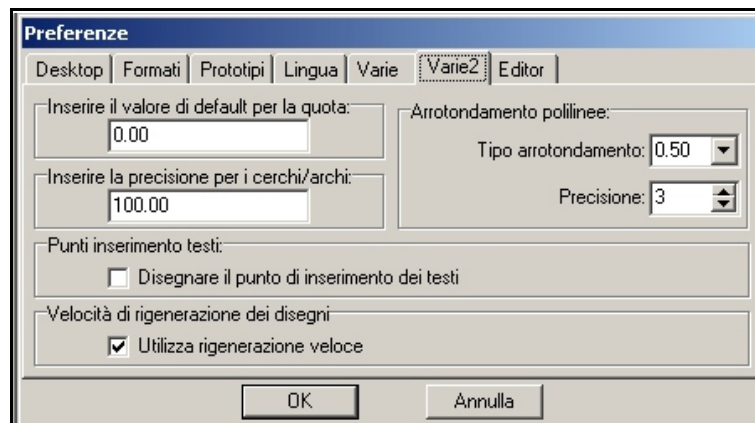 Preferenze
Desktop Formati Prototipi Lingua Varie Varie2 Editor
Inserire il valore di default per la quota:
0.00
Inserire la precisione per i cerchi/archi:
100.00
Arrotondamento polilinee:
Tipo arrotondamento: 0.50
Precisione: 3
Punti inserimento testi:
Disegnare il punto di inserimento dei testi
Velocità di rigenerazione dei disegni
Utilizza rigenerazione veloce
OK Annulla